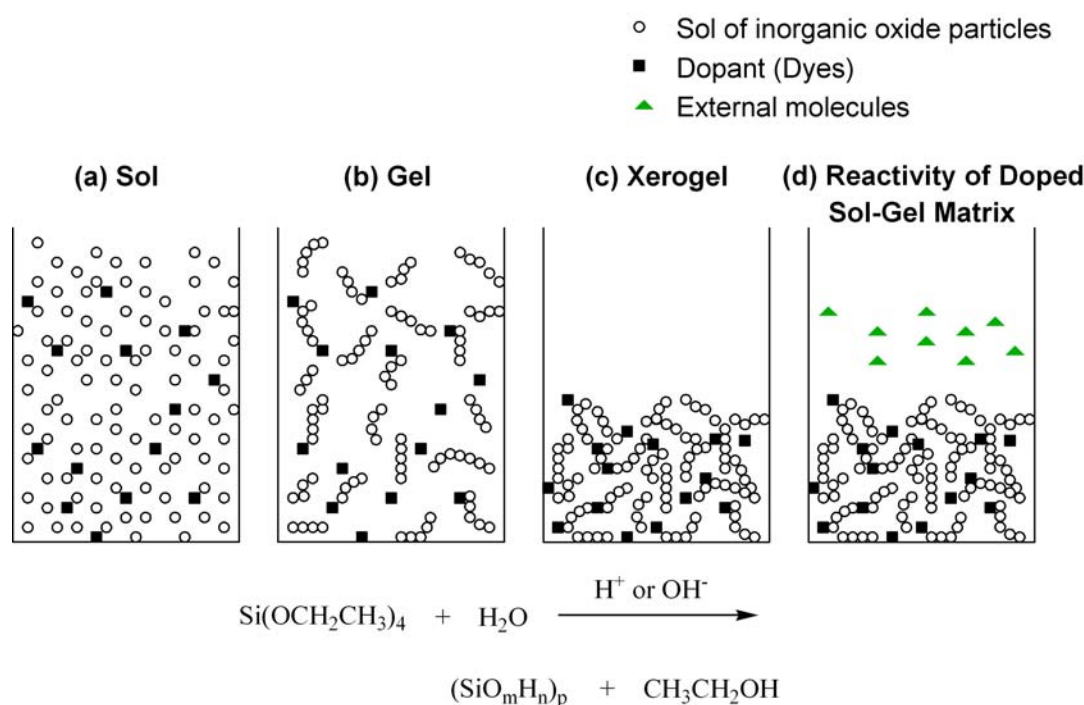 Sol of inorganic oxide particles
Dopant (Dyes)
External molecules
(a) Sol
(b) Gel
(c) Xerogel
(d) Reactivity of Doped
Sol-Gel Matrix
H⁺ or OH⁻
Si(OCH₂CH₃)₄ + H₂O
(SiOₘHₙ)ₚ + CH₃CH₂OH